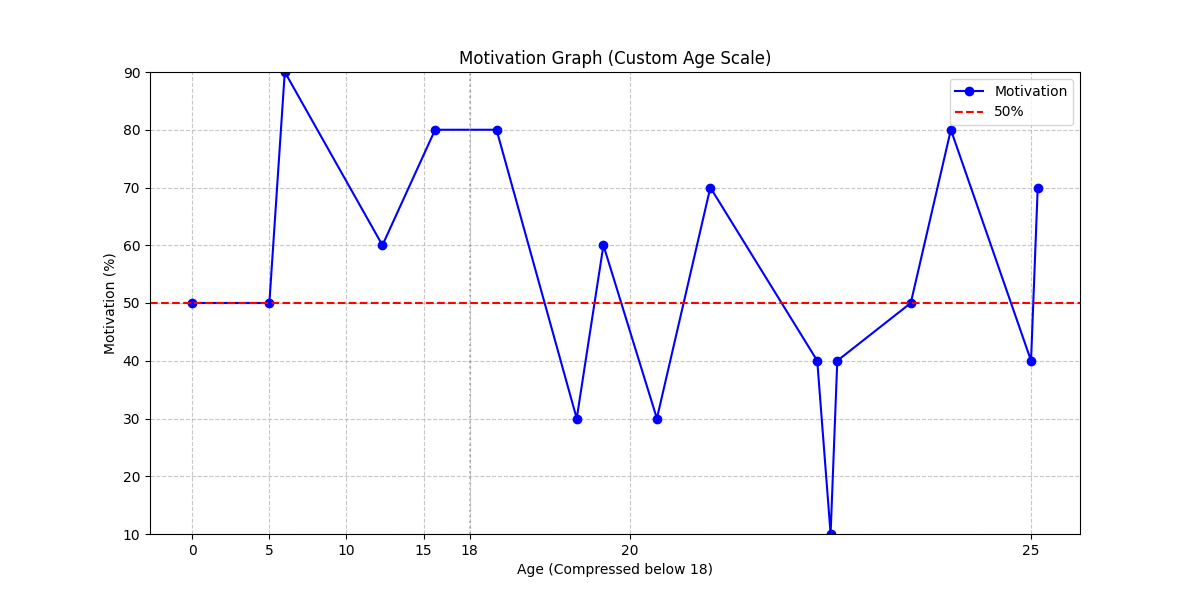 Motivation Graph (Custom Age Scale)
Motivation
50%
90
80
70
60
50
40
30
20
10
Motivation (%)
0 5 10 15 18 20 25
Age (Compressed below 18)